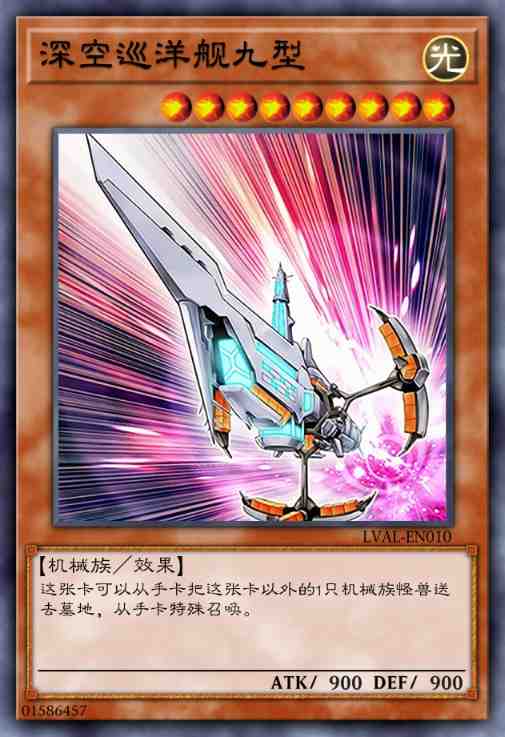 深空巡洋舰九型
光
LVAL-EN010
【机械族／效果】
这张卡可以从手卡把这张卡以外的1只机械族怪兽送
去墓地，从手卡特殊召唤。
ATK/ 900 DEF/ 900
01586457